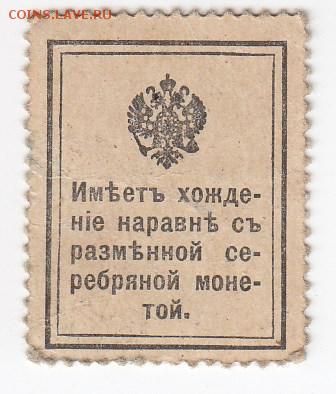 COINS.LAVE.RU
Имѣетъ хожде-
ніе наравнѣ съ
размѣнной се-
ребряной моне-
той.